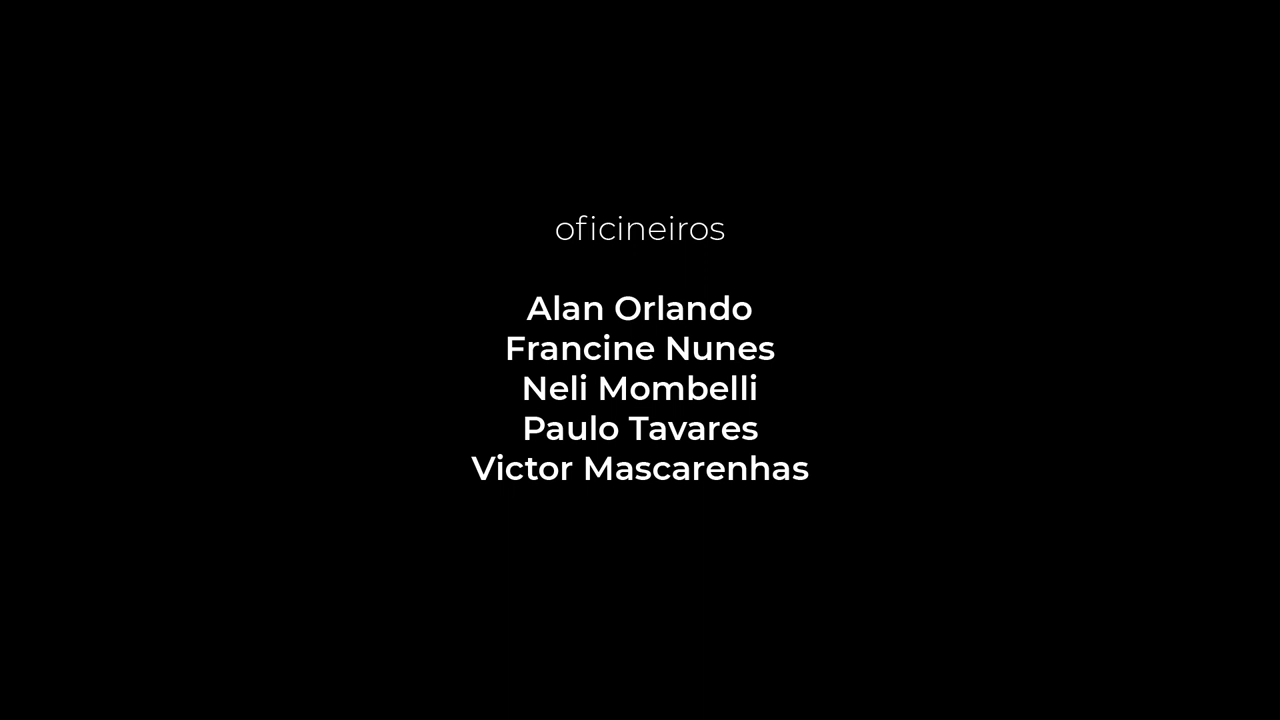 oficineiros
Alan Orlando
Francine Nunes
Neli Mombelli
Paulo Tavares
Victor Mascarenhas